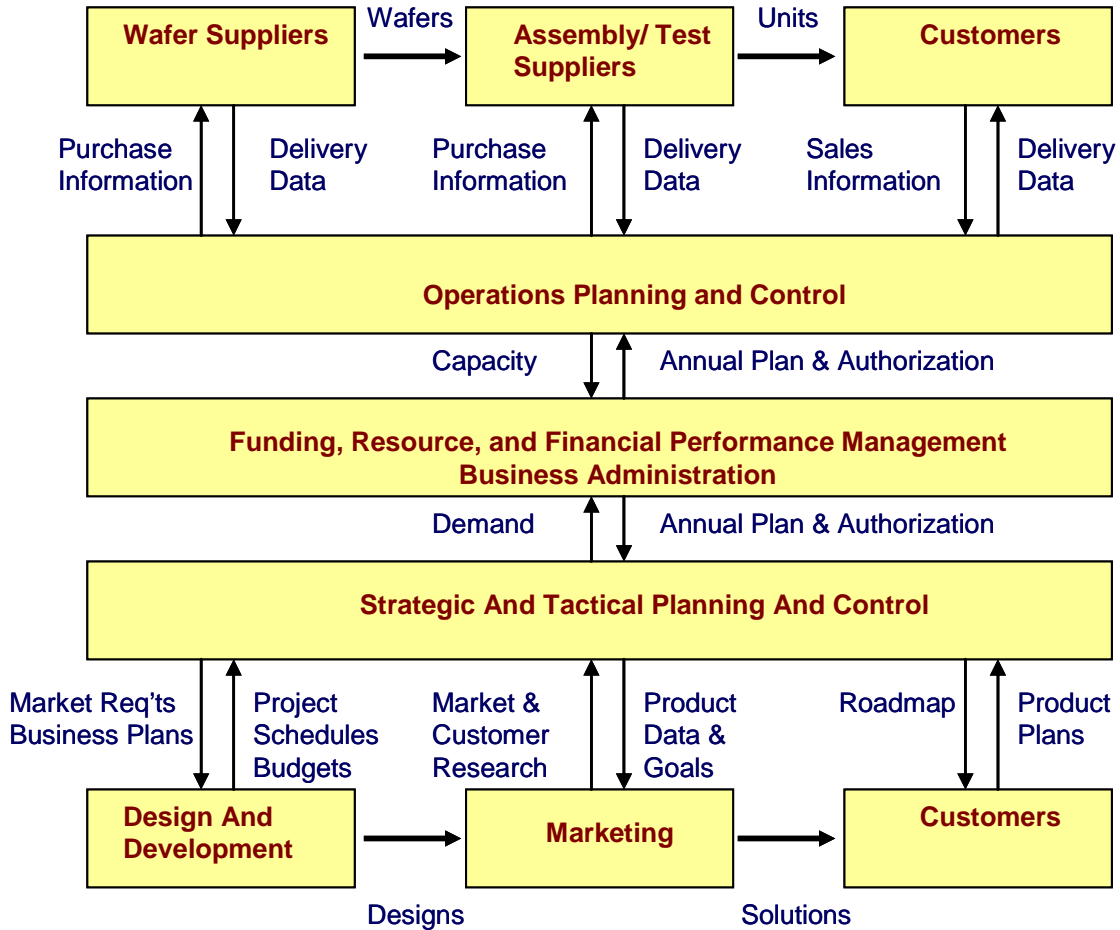 Wafers
Units
Wafer Suppliers
Assembly/ Test
Suppliers
Customers
Purchase
Information
Delivery
Data
Purchase
Information
Delivery
Data
Sales
Information
Delivery
Data
Operations Planning and Control
Capacity
Annual Plan & Authorization
Funding, Resource, and Financial Performance Management
Business Administration
Demand
Annual Plan & Authorization
Strategic And Tactical Planning And Control
Market Req'ts
Business Plans
Project
Schedules
Budgets
Market &
Customer
Research
Product
Data &
Goals
Roadmap
Product
Plans
Design And
Development
Marketing
Customers
Designs
Solutions